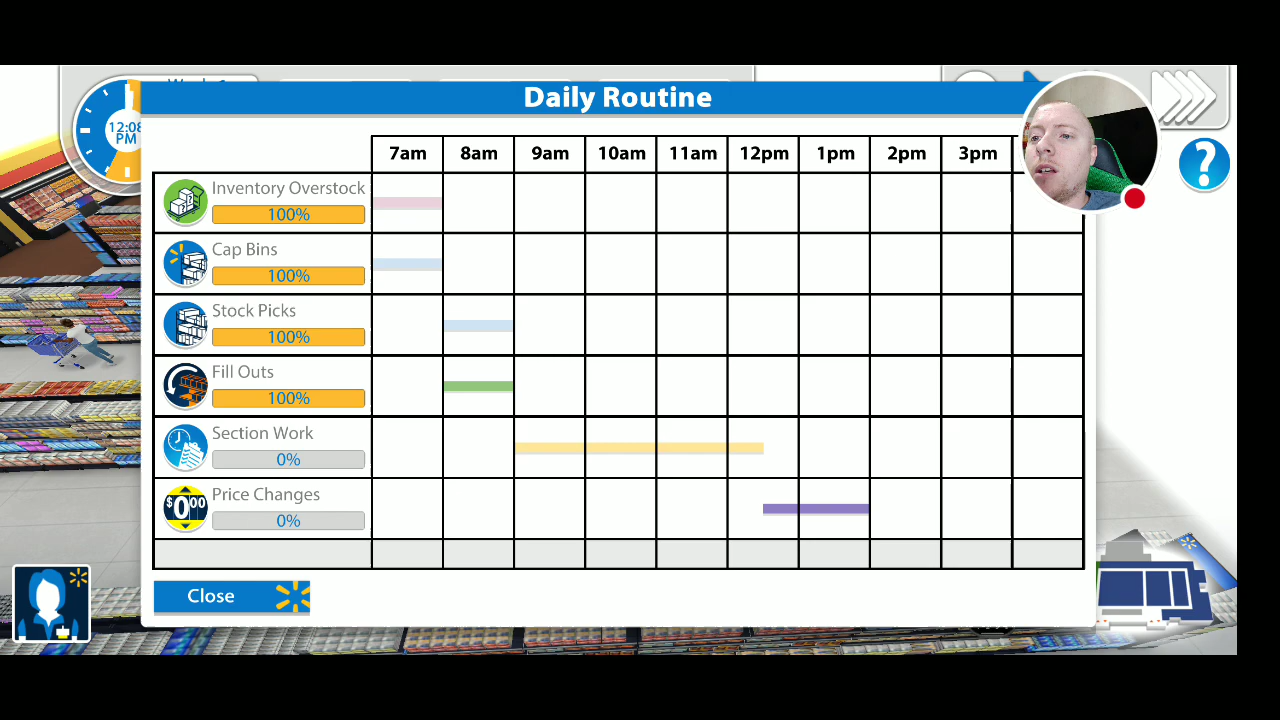 Daily Routine
12:08
PM
7am 8am 9am 10am 11am 12pm 1pm 2pm 3pm
?
Inventory Overstock
100%
Cap Bins
100%
Stock Picks
100%
Fill Outs
100%
Section Work
0%
$0.00
Price Changes
0%
Close